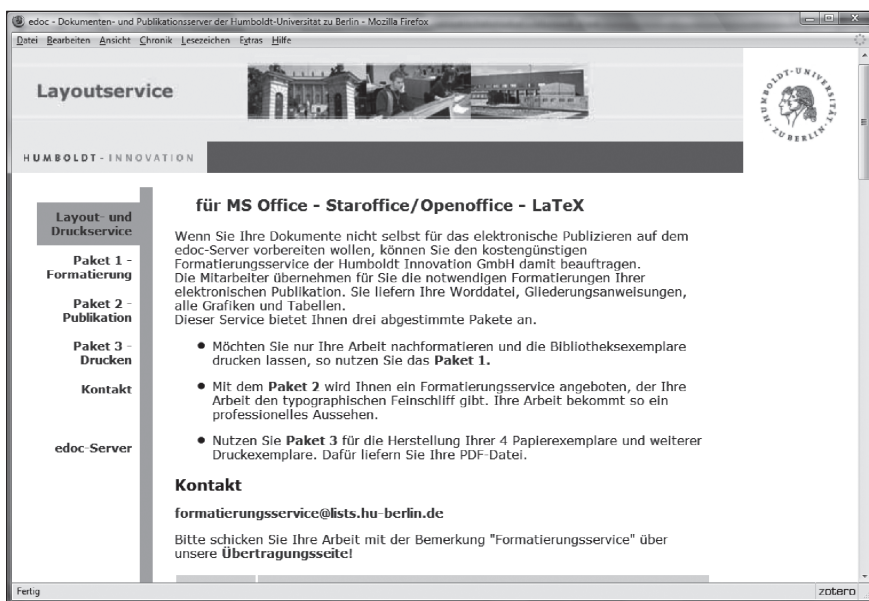 edoc - Dokumenten- und Publikationsserver der Humboldt-Universität zu Berlin - Mozilla Firefox
Datei Bearbeiten Ansicht Chronik Lesezeichen Extras Hilfe
Layoutservice
HUMBOLDT-UNIVERSITÄT · ZU BERLIN ·
HUMBOLDT-INNOVATION
Layout- und
Druckservice
Paket 1 -
Formatierung
Paket 2 -
Publikation
Paket 3 -
Drucken
Kontakt
edoc-Server
für MS Office - Staroffice/Openoffice - LaTeX
Wenn Sie Ihre Dokumente nicht selbst für das elektronische Publizieren auf dem
edoc-Server vorbereiten wollen, können Sie den kostengünstigen
Formatierungsservice der Humboldt Innovation GmbH damit beauftragen.
Die Mitarbeiter übernehmen für Sie die notwendigen Formatierungen Ihrer
elektronischen Publikation. Sie liefern Ihre Worddatei, Gliederungsanweisungen,
alle Grafiken und Tabellen.
Dieser Service bietet Ihnen drei abgestimmte Pakete an.
● Möchten Sie nur Ihre Arbeit nachformatieren und die Bibliotheksexemplare
drucken lassen, so nutzen Sie das Paket 1.
● Mit dem Paket 2 wird Ihnen ein Formatierungsservice angeboten, der Ihre
Arbeit den typographischen Feinschliff gibt. Ihre Arbeit bekommt so ein
professionelles Aussehen.
● Nutzen Sie Paket 3 für die Herstellung Ihrer 4 Papierexemplare und weiterer
Druckexemplare. Dafür liefern Sie Ihre PDF-Datei.
Kontakt
formatierungsservice@lists.hu-berlin.de
Bitte schicken Sie Ihre Arbeit mit der Bemerkung "Formatierungsservice" über
unsere Übertragungsseite!
Fertig
zotero